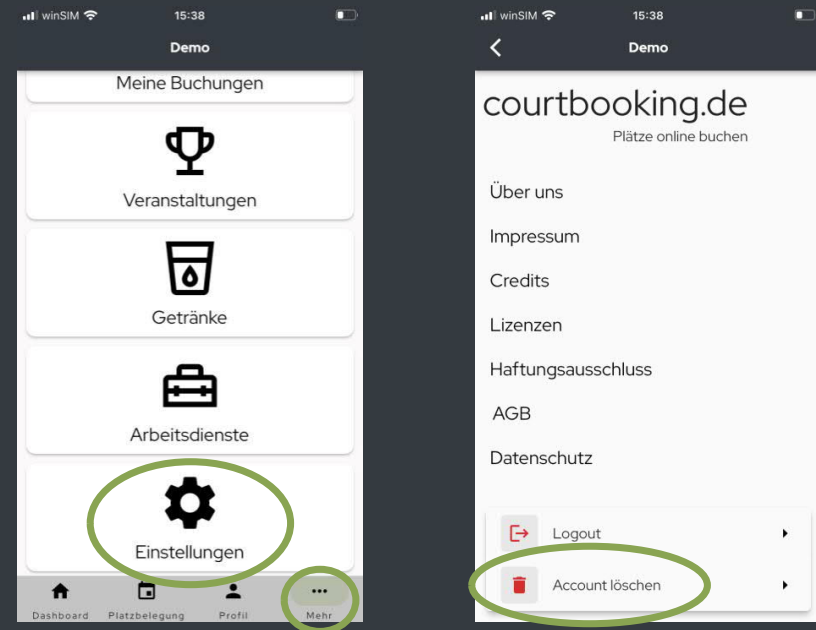 winSIM
15:38
Demo
Meine Buchungen
Veranstaltungen
Getränke
Arbeitsdienste
Einstellungen
Dashboard Platzbelegung Profil Mehr
winSIM
15:38
Demo
courtbooking.de
Plätze online buchen
Über uns
Impressum
Credits
Lizenzen
Haftungsausschluss
AGB
Datenschutz
Logout
Account löschen